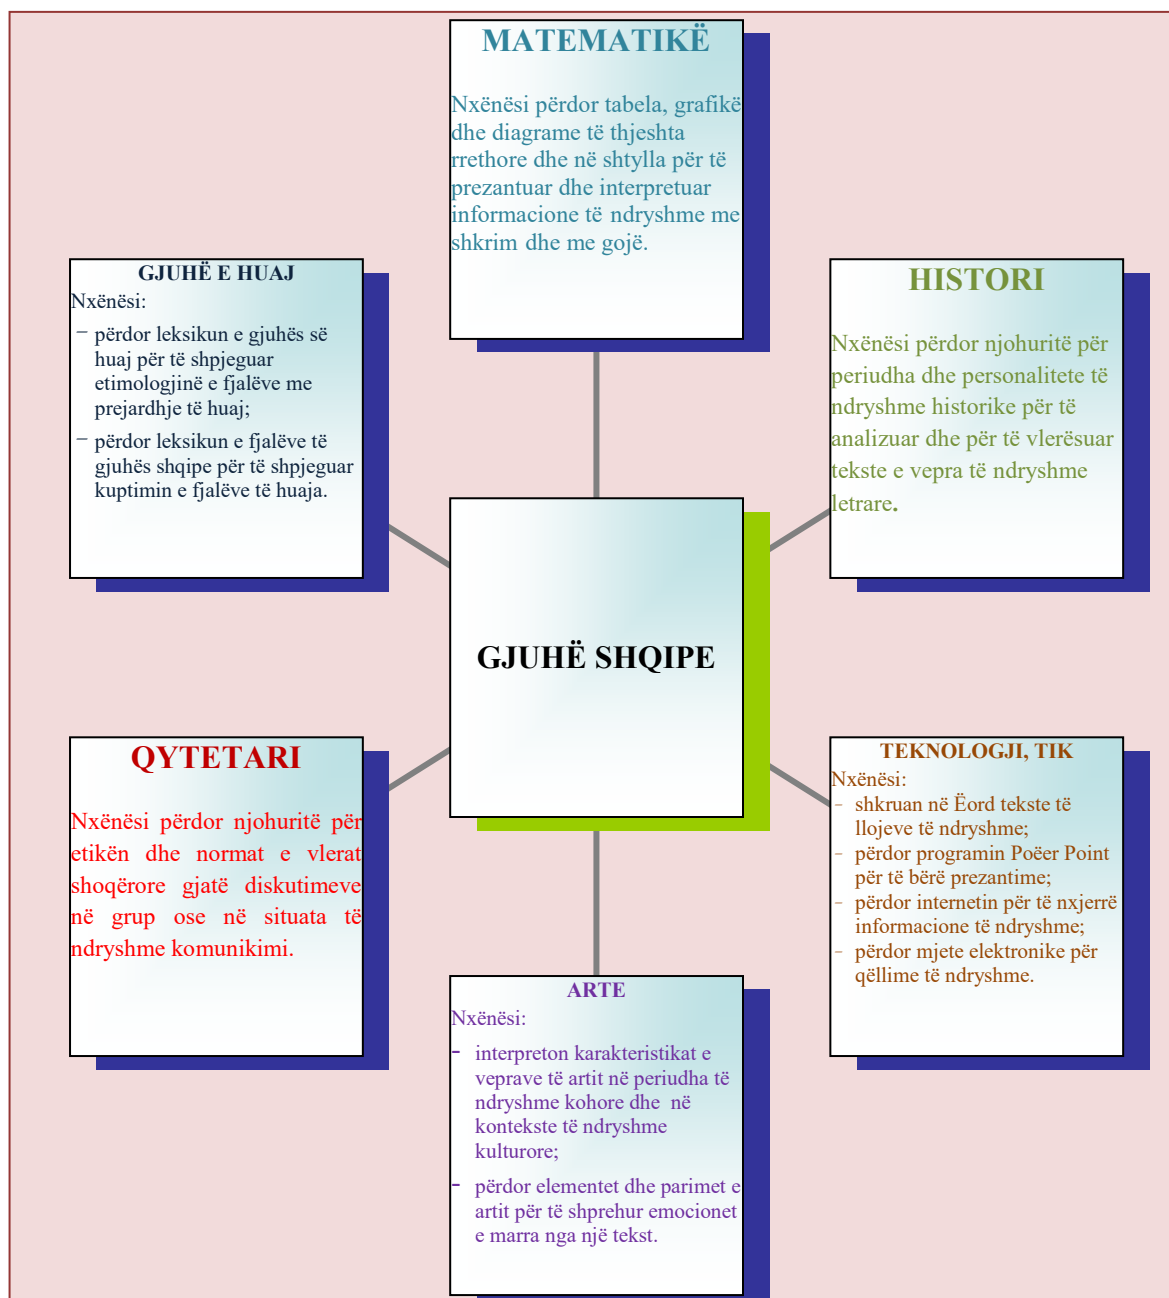 MATEMATIKË
Nxënësi përdor tabela, grafikë
dhe diagrame të thjeshta
rrethore dhe në shtylla për të
prezantuar dhe interpretuar
informacione të ndryshme me
shkrim dhe me gojë.
GJUHË E HUAJ
Nxënësi:
− përdor leksikun e gjuhës së
huaj për të shpjeguar
etimologjinë e fjalëve me
prejardhje të huaj;
− përdor leksikun e fjalëve të
gjuhës shqipe për të shpjeguar
kuptimin e fjalëve të huaja.
HISTORI
Nxënësi përdor njohuritë për
periudha dhe personalitete të
ndryshme historike për të
analizuar dhe për të vlerësuar
tekste e vepra të ndryshme
letrare.
GJUHË SHQIPE
QYTETARI
Nxënësi përdor njohuritë për
etikën dhe normat e vlerat
shoqërore gjatë diskutimeve
në grup ose në situata të
ndryshme komunikimi.
TEKNOLOGJI, TIK
Nxënësi:
- shkruan në Ëord tekste të
llojeve të ndryshme;
- përdor programin Poëer Point
për të bërë prezantime;
- përdor internetin për të nxjerrë
informacione të ndryshme;
- përdor mjete elektronike për
qëllime të ndryshme.
ARTE
Nxënësi:
- interpreton karakteristikat e
veprave të artit në periudha të
ndryshme kohore dhe në
kontekste të ndryshme
kulturore;
- përdor elementet dhe parimet e
artit për të shprehur emocionet
e marra nga një tekst.